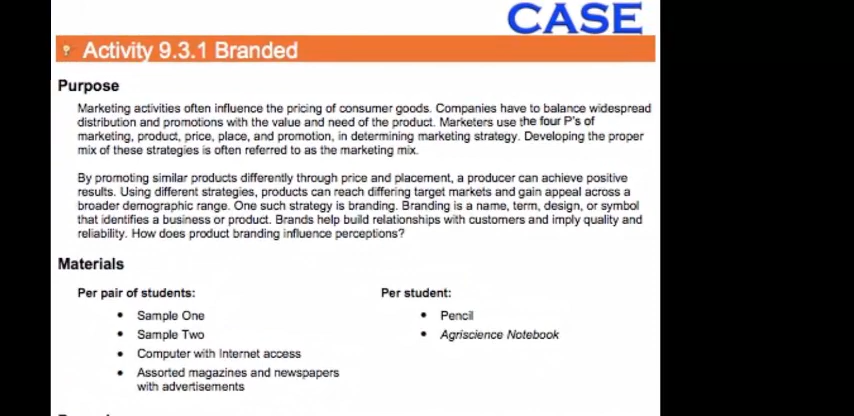 CASE
Activity 9.3.1 Branded
Purpose
Marketing activities often influence the pricing of consumer goods. Companies have to balance widespread
distribution and promotions with the value and need of the product. Marketers use the four P's of
marketing, product, price, place, and promotion, in determining marketing strategy. Developing the proper
mix of these strategies is often referred to as the marketing mix.
By promoting similar products differently through price and placement, a producer can achieve positive
results. Using different strategies, products can reach differing target markets and gain appeal across a
broader demographic range. One such strategy is branding. Branding is a name, term, design, or symbol
that identifies a business or product. Brands help build relationships with customers and imply quality and
reliability. How does product branding influence perceptions?
Materials
Per pair of students:
• Sample One
• Sample Two
• Computer with Internet access
• Assorted magazines and newspapers
with advertisements
Per student:
• Pencil
• Agriscience Notebook